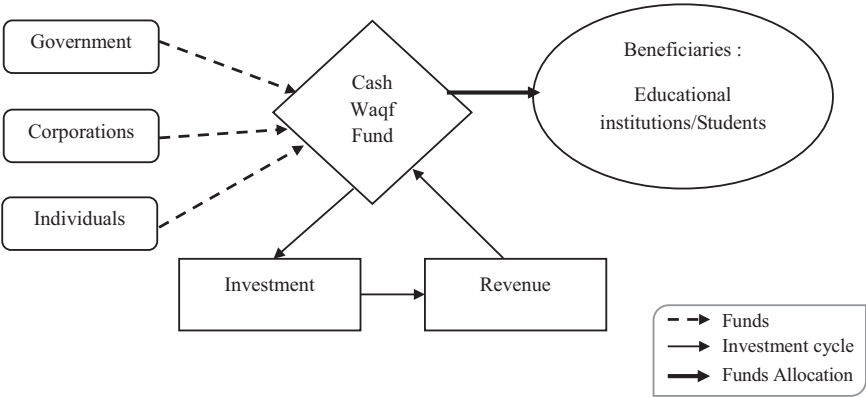 Government
Corporations
Individuals
Cash
Waqf
Fund
Beneficiaries :
Educational
institutions/Students
Investment
Revenue
Funds
Investment cycle
Funds Allocation